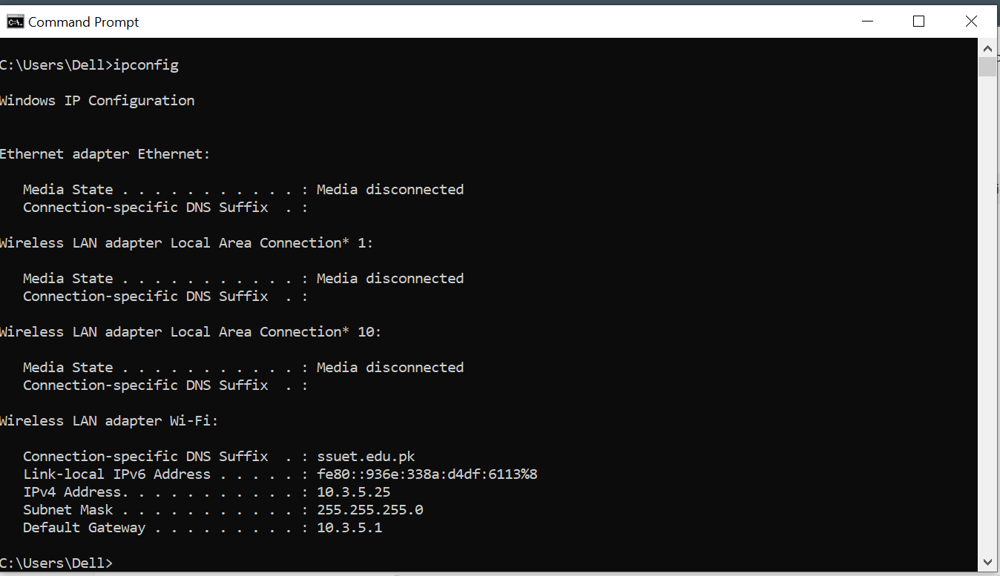 Command Prompt
C:\Users\Dell>ipconfig
Windows IP Configuration
Ethernet adapter Ethernet:
Media State . . . . . . . . . . . : Media disconnected
Connection-specific DNS Suffix  . :
Wireless LAN adapter Local Area Connection* 1:
Media State . . . . . . . . . . . : Media disconnected
Connection-specific DNS Suffix  . :
Wireless LAN adapter Local Area Connection* 10:
Media State . . . . . . . . . . . : Media disconnected
Connection-specific DNS Suffix  . :
Wireless LAN adapter Wi-Fi:
Connection-specific DNS Suffix  . : ssuet.edu.pk
Link-local IPv6 Address . . . . . : fe80::936e:338a:d4df:6113%8
IPv4 Address. . . . . . . . . . . : 10.3.5.25
Subnet Mask . . . . . . . . . . . : 255.255.255.0
Default Gateway . . . . . . . . . : 10.3.5.1
C:\Users\Dell>